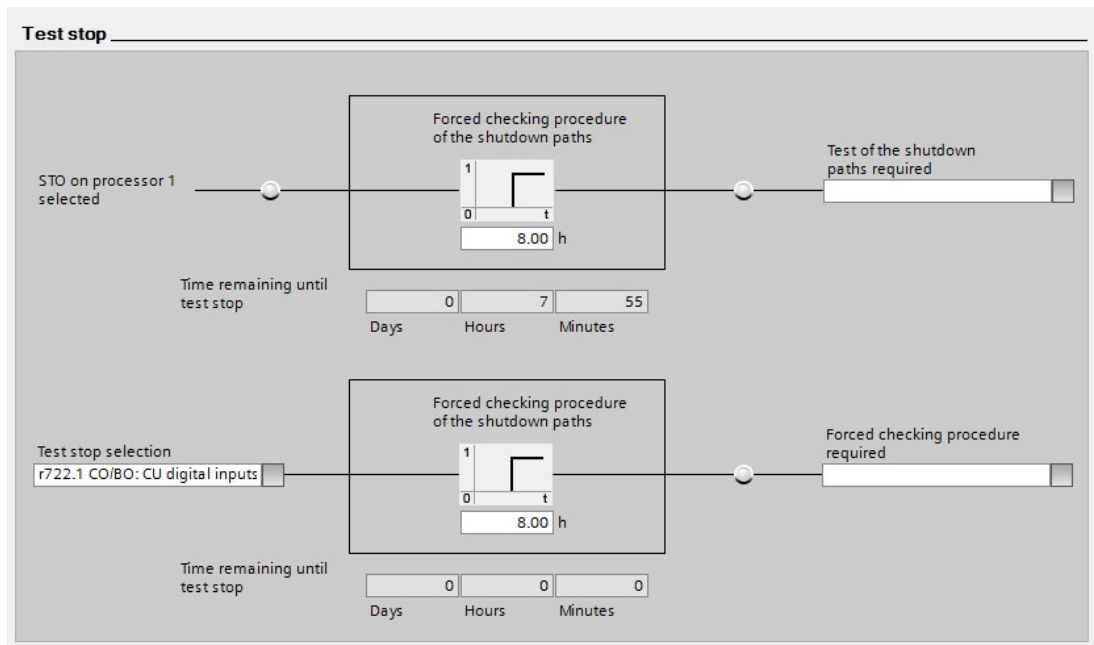 Test stop
Forced checking procedure
of the shutdown paths
STO on processor 1
selected
1
0
t
8.00 h
Test of the shutdown
paths required
Time remaining until
test stop
0 7 55
Days Hours Minutes
Forced checking procedure
of the shutdown paths
Test stop selection
r722.1 CO/BO: CU digital inputs
1
0
t
8.00 h
Forced checking procedure
required
Time remaining until
test stop
0 0 0
Days Hours Minutes